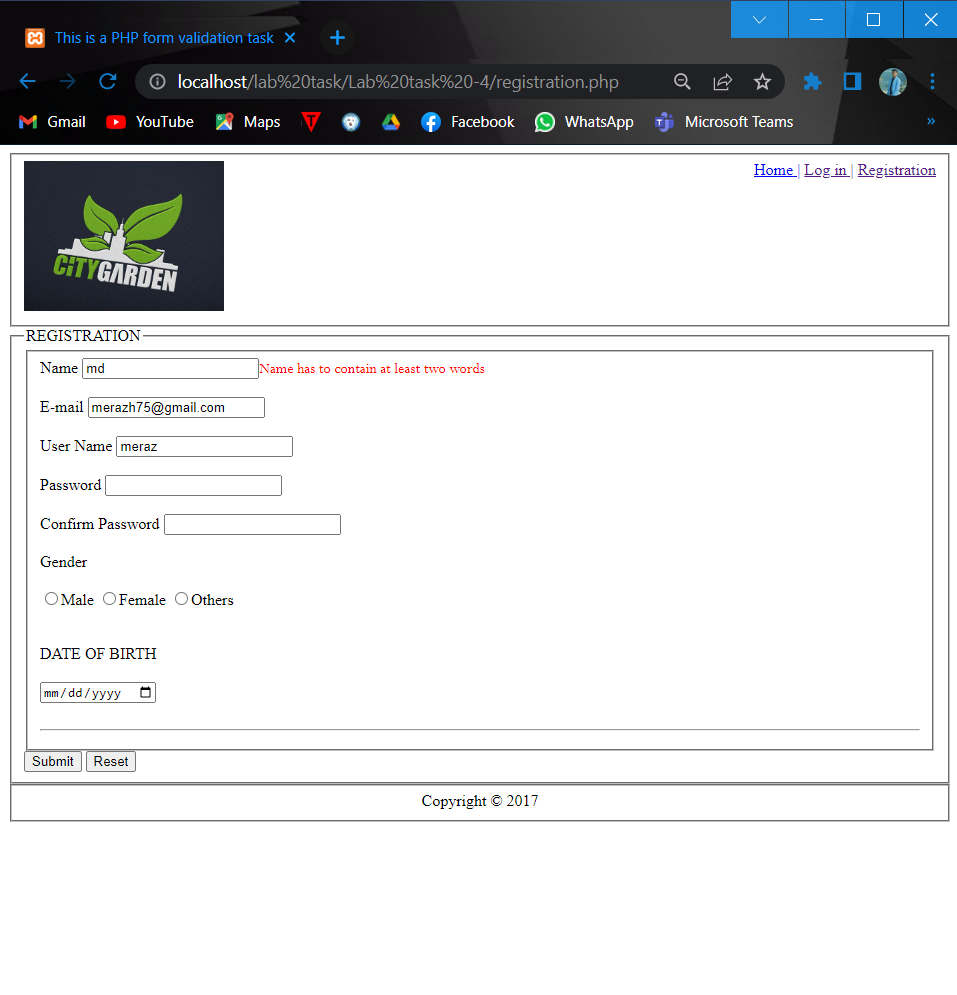 This is a PHP form validation task
localhost/lab%20task/Lab%20task%20-4/registration.php
Gmail YouTube Maps Facebook WhatsApp Microsoft Teams »
Home | Log in | Registration
CITYGARDEN
REGISTRATION
Name md Name has to contain at least two words
E-mail merazh75@gmail.com
User Name meraz
Password
Confirm Password
Gender
Male Female Others
DATE OF BIRTH
mm/dd/yyyy
Submit Reset
Copyright © 2017